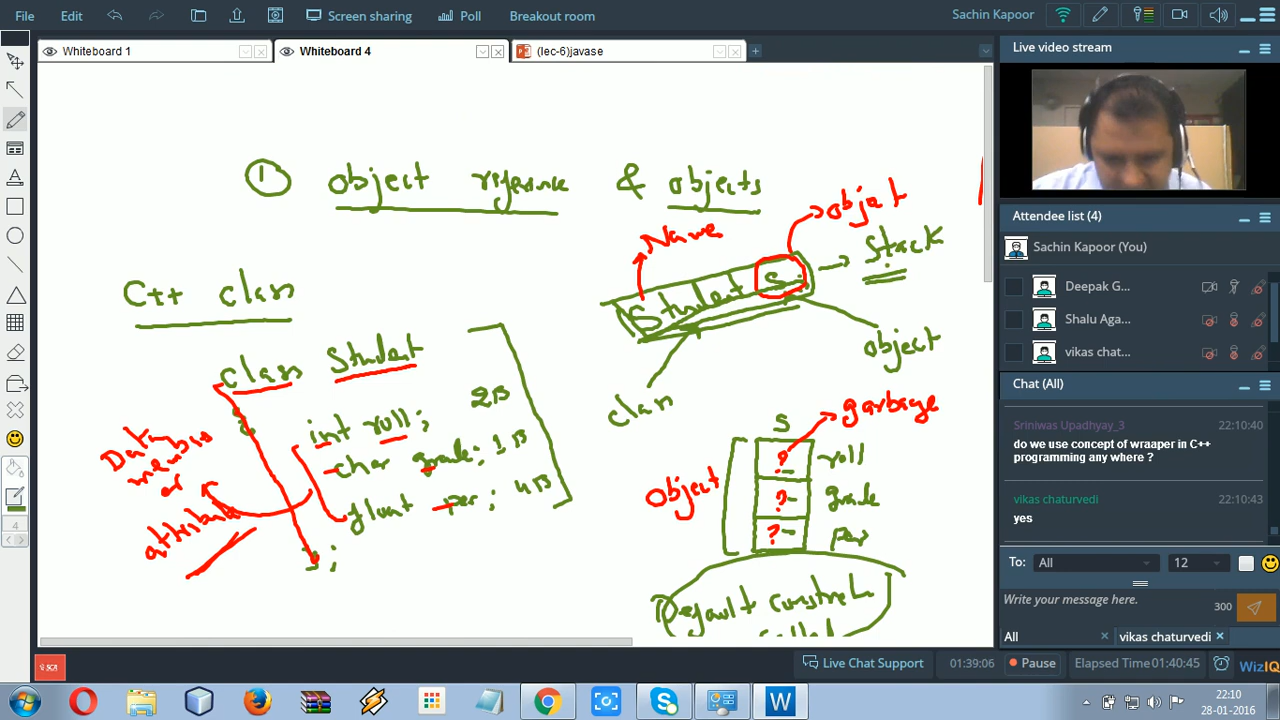 File
Edit
Screen sharing
Poll
Breakout room
Sachin Kapoor
Whiteboard 1
Whiteboard 4
(lec-6)javase
Live video stream
Attendee list (4)
Sachin Kapoor (You)
Deepak G...
Shalu Aga...
vikas chat...
Chat (All)
Sriniwas Upadhyay_3 22:10:40
do we use concept of wraaper in C++
programming any where ?
vikas chaturvedi 22:10:43
yes
To: All 12
Write your message here... 300
All
vikas chaturvedi
1 object reference & objects
Name
object
Student S;
Stack
object
class
C++ class
class Student
{
int roll; 2B
char grade; 1B
float per; 4B
};
Data members
or
attributes
S
garbage
Object
? roll
? grade
? per
Default constructor
called
Live Chat Support
01:39:06
Pause
Elapsed Time 01:40:45
WizIQ
4
22:10
28-01-2016